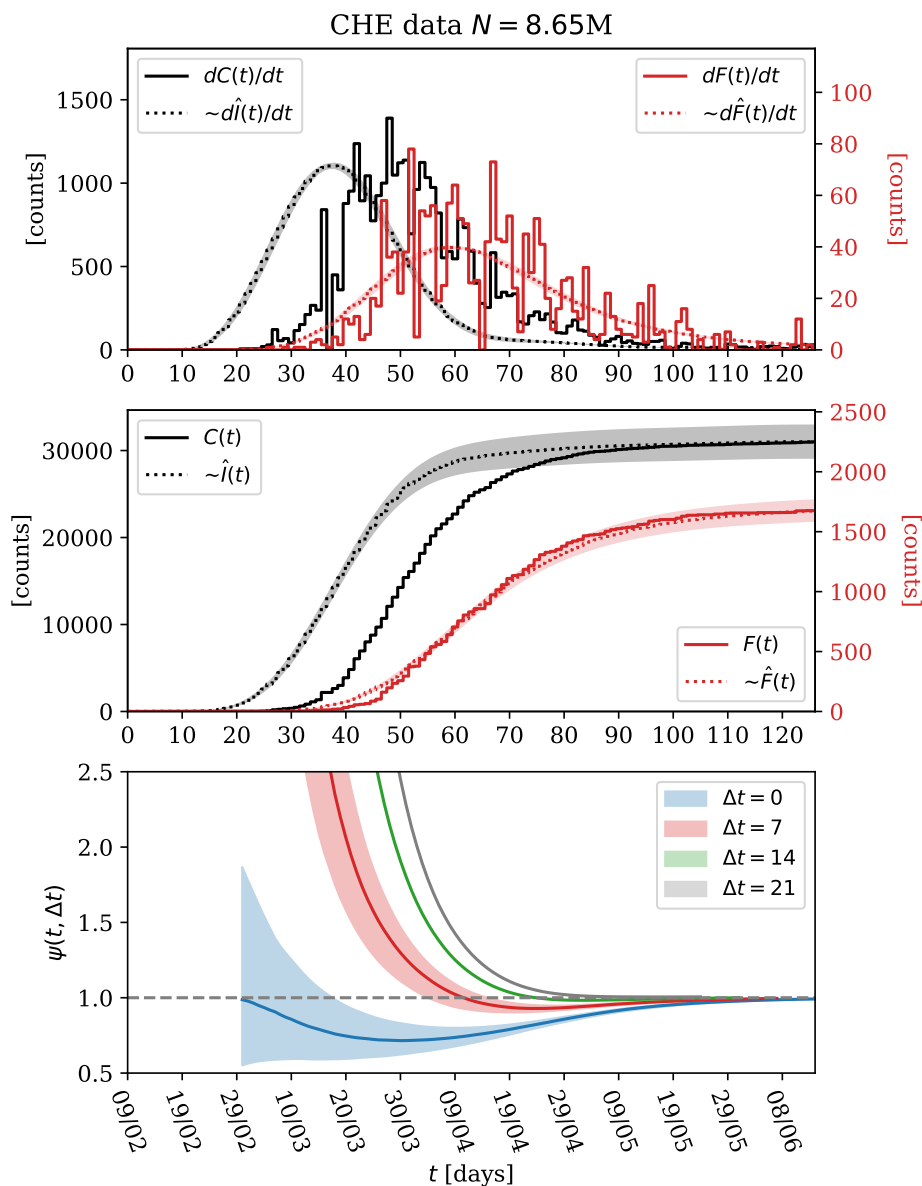 CHE data N = 8.65M
dC(t)/dt
~dÎ(t)/dt
dF(t)/dt
~dF̂(t)/dt
[counts]
1500
1000
500
0
100
80
60
40
20
0
[counts]
0 10 20 30 40 50 60 70 80 90 100 110 120
C(t)
~Î(t)
F(t)
~F̂(t)
[counts]
30000
20000
10000
0
2500
2000
1500
1000
500
0
[counts]
0 10 20 30 40 50 60 70 80 90 100 110 120
ψ(t, Δt)
2.5
2.0
1.5
1.0
0.5
Δt = 0
Δt = 7
Δt = 14
Δt = 21
09/02 19/02 29/02 10/03 20/03 30/03 09/04 19/04 29/04 09/05 19/05 29/05 08/06
t [days]